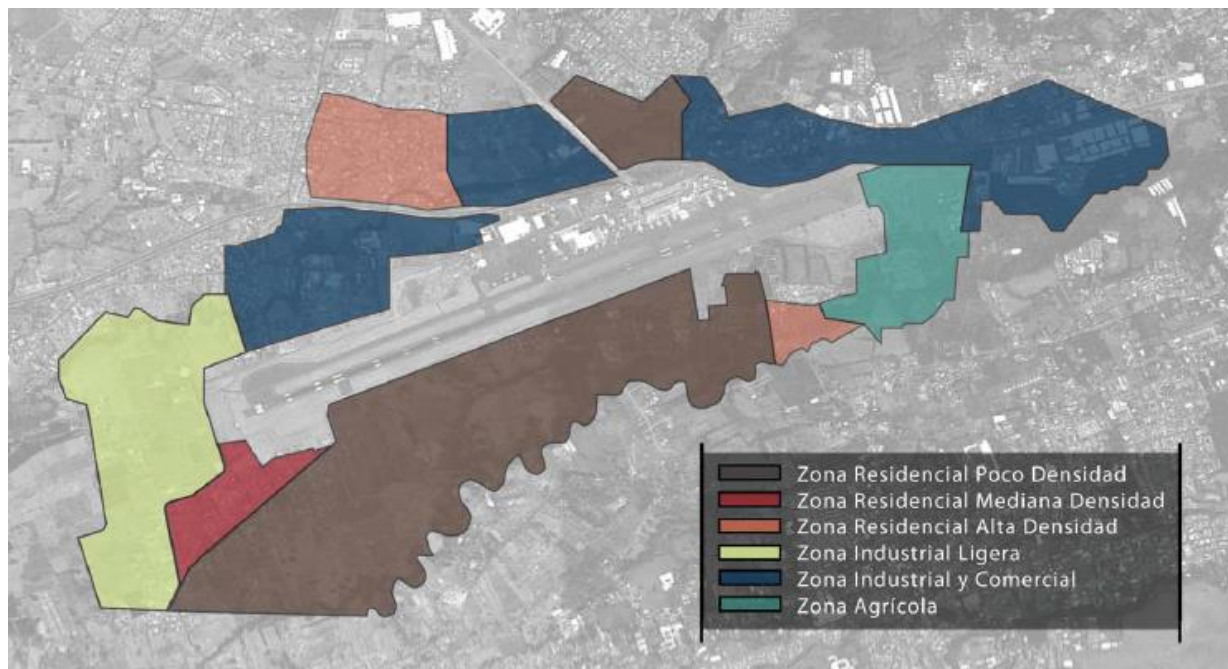 Zona Residencial Poco Densidad
Zona Residencial Mediana Densidad
Zona Residencial Alta Densidad
Zona Industrial Ligera
Zona Industrial y Comercial
Zona Agrícola